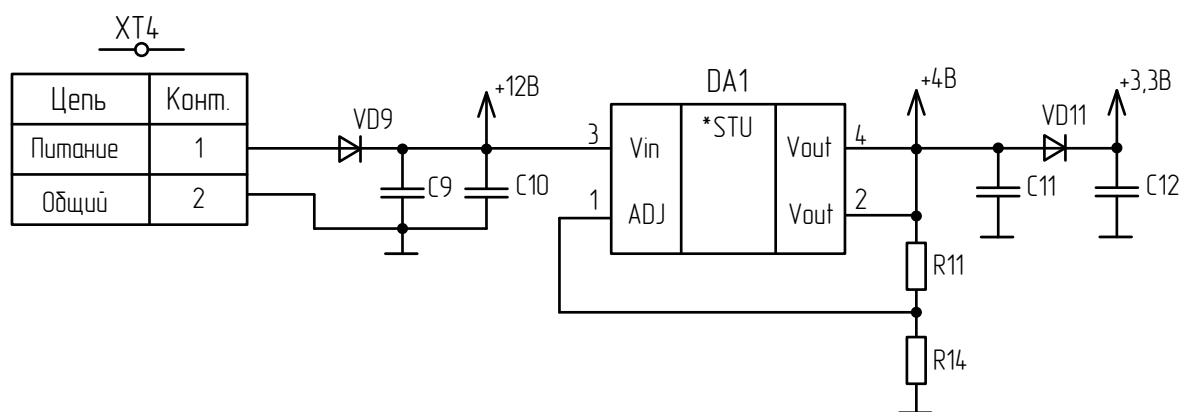 XT4
Цепь Конт.
Питание 1
Общий 2
VD9
+12В
C9
C10
DA1
*STU
3 Vin
1 ADJ
Vout 4
Vout 2
+4В
VD11
+3,3В
C11
C12
R11
R14